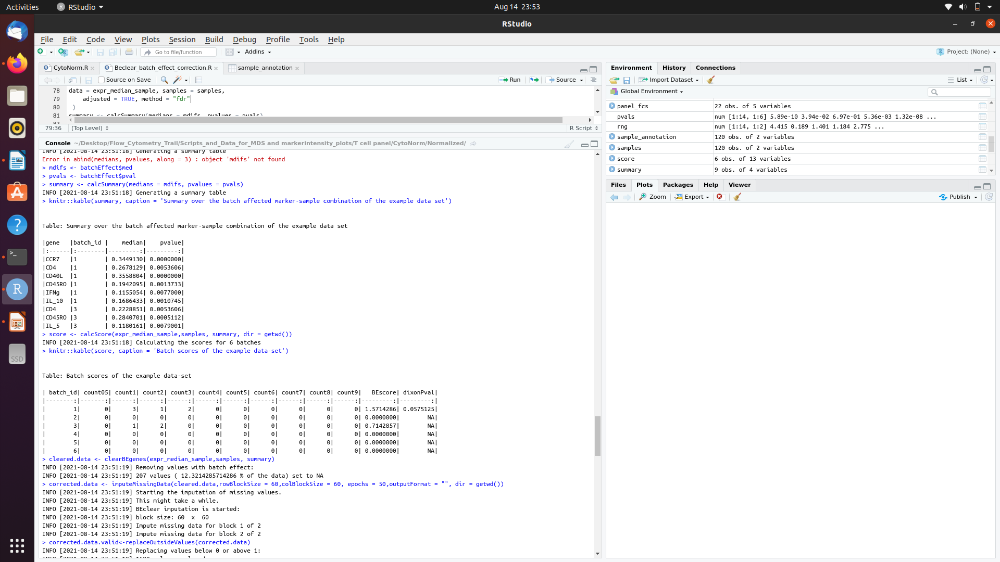 Activities
RStudio
Aug 14 23:53
RStudio
File Edit Code View Plots Session Build Debug Profile Tools Help
Go to file/function
Addins
Project: (None)
CytoNorm.R
Beclear_batch_effect_correction.R
sample_annotation
Source on Save
Run
Source
78 data = expr_median_sample, samples = samples,
79 adjusted = TRUE, method = "fdr"
80 )
81 summary <- calcSummary(medians = mdifs, pvalues = pvals)
82
79:36 (Top Level) R Script
Console ~/Desktop/Flow_Cytometry_Trail/Scripts_and_Data_for_MDS and markerintensity_plots/T cell panel/CytoNorm/Normalized/
INFO [2021-08-14 23:51:18] Generating a summary table
Error in abind(medians, pvalues, along = 3) : object 'mdifs' not found
> mdifs <- batchEffect$med
> pvals <- batchEffect$pval
> summary <- calcSummary(medians = mdifs, pvalues = pvals)
INFO [2021-08-14 23:51:18] Generating a summary table
> knitr::kable(summary, caption = 'Summary over the batch affected marker-sample combination of the example data set')
Table: Summary over the batch affected marker-sample combination of the example data set
|gene |batch_id | median| pvalue|
|:------|:--------|---------:|---------:|
|CCR7 |1 | 0.3449130| 0.0000000|
|CD4 |1 | 0.2678129| 0.0053606|
|CD40L |1 | 0.3558804| 0.0000000|
|CD45RO |1 | 0.1942095| 0.0013733|
|IFNg |1 | 0.1155054| 0.0077000|
|IL_10 |1 | 0.1686433| 0.0010745|
|CD4 |3 | 0.2228851| 0.0053606|
|CD45RO |3 | 0.2840701| 0.0005112|
|IL_5 |3 | 0.1180161| 0.0079001|
> score <- calcScore(expr_median_sample,samples, summary, dir = getwd())
INFO [2021-08-14 23:51:18] Calculating the scores for 6 batches
> knitr::kable(score, caption = 'Batch scores of the example data-set')
Table: Batch scores of the example data-set
| batch_id| count05| count1| count2| count3| count4| count5| count6| count7| count8| count9| BEscore| dixonPval|
|--------:|-------:|------:|------:|------:|------:|------:|------:|------:|------:|------:|---------:|---------:|
| 1| 0| 3| 1| 2| 0| 0| 0| 0| 0| 0| 1.5714286| 0.0575125|
| 2| 0| 0| 0| 0| 0| 0| 0| 0| 0| 0| 0.0000000| NA|
| 3| 0| 1| 2| 0| 0| 0| 0| 0| 0| 0| 0.7142857| NA|
| 4| 0| 0| 0| 0| 0| 0| 0| 0| 0| 0| 0.0000000| NA|
| 5| 0| 0| 0| 0| 0| 0| 0| 0| 0| 0| 0.0000000| NA|
| 6| 0| 0| 0| 0| 0| 0| 0| 0| 0| 0| 0.0000000| NA|
> cleared.data <- clearBEgenes(expr_median_sample,samples, summary)
INFO [2021-08-14 23:51:19] Removing values with batch effect:
INFO [2021-08-14 23:51:19] 207 values ( 12.3214285714286 % of the data) set to NA
> corrected.data <- imputeMissingData(cleared.data,rowBlockSize = 60,colBlockSize = 60, epochs = 50,outputFormat = "", dir = getwd())
INFO [2021-08-14 23:51:19] Starting the imputation of missing values.
INFO [2021-08-14 23:51:19] This might take a while.
INFO [2021-08-14 23:51:19] BEclear imputation is started:
INFO [2021-08-14 23:51:19] block size: 60 x 60
INFO [2021-08-14 23:51:19] Impute missing data for block 1 of 2
INFO [2021-08-14 23:51:19] Impute missing data for block 2 of 2
> corrected.data.valid<-replaceOutsideValues(corrected.data)
INFO [2021-08-14 23:51:19] Replacing values below 0 or above 1:
Environment History Connections
Import Dataset
List
Global Environment
panel_fcs 22 obs. of 5 variables
pvals num [1:14, 1:6] 5.89e-10 3.94e-02 6.97e-01 5.36e-03 1.32e-08 ...
rng num [1:14, 1:2] 4.415 0.189 1.401 1.184 2.775 ...
sample_annotation 120 obs. of 2 variables
samples 120 obs. of 2 variables
score 6 obs. of 13 variables
summary 9 obs. of 4 variables
Files Plots Packages Help Viewer
Zoom
Export
Publish
SSD